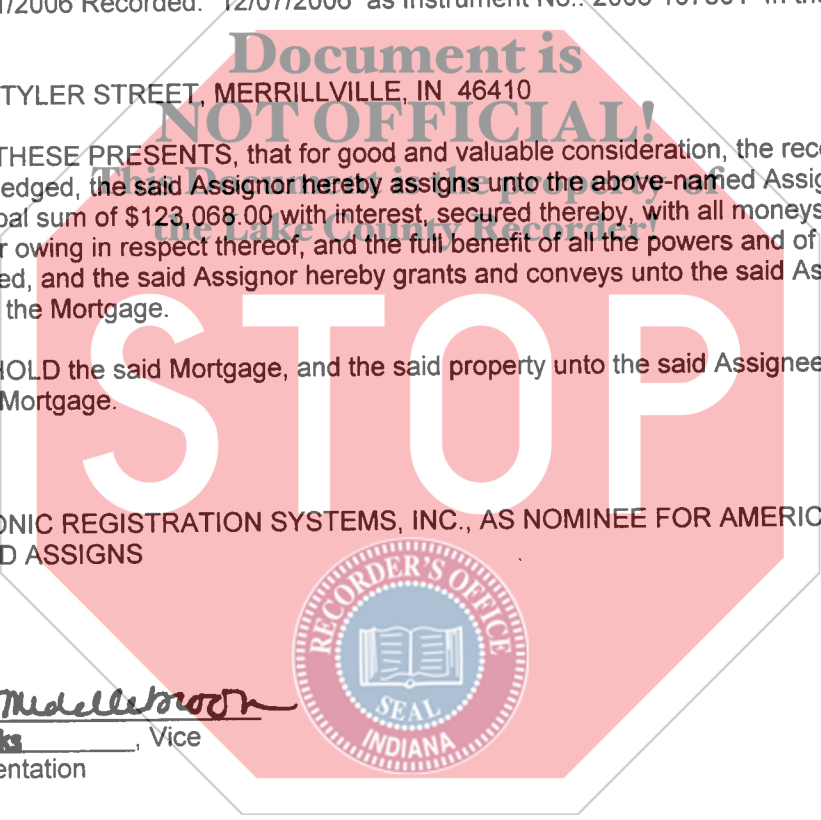 1/2006 Recorded: 12/07/2006 as Instrument No.: 2006-107561 In the
Document is
TYLER STREET, MERRILLVILLE, IN 46410
NOT OFFICIAL!
THESE PRESENTS, that for good and valuable consideration, the rec
This Document is the property of
edged, the said Assignor hereby assigns unto the above-named Assig
pal sum of $123,068.00 with interest, secured thereby, with all moneys
the Lake County Recorder!
r owing in respect thereof, and the full benefit of all the powers and of
ed, and the said Assignor hereby grants and conveys unto the said As
the Mortgage.
STOP
HOLD the said Mortgage, and the said property unto the said Assignee
Mortgage.
ONIC REGISTRATION SYSTEMS, INC., AS NOMINEE FOR AMERIC
D ASSIGNS
RECORDER'S OFFICE
SEAL
INDIANA
Middlebrook
ks, Vice
entation